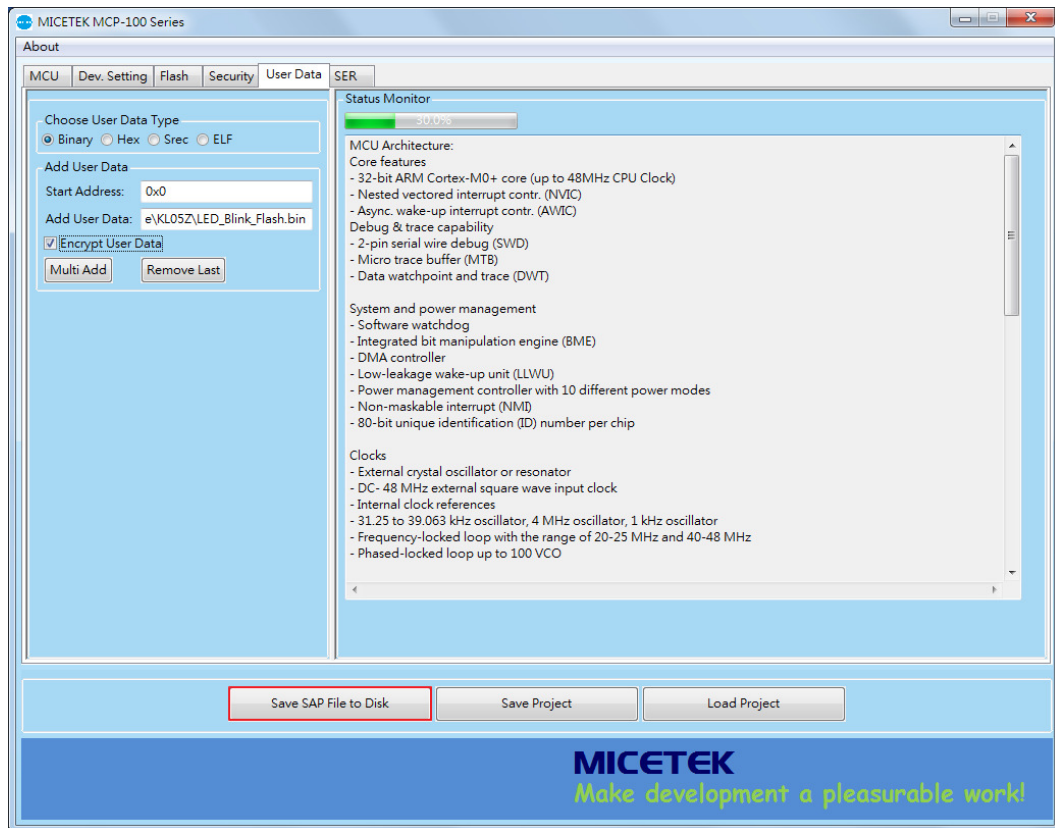 MICETEK MCP-100 Series
About
MCU Dev. Setting Flash Security User Data SER
Choose User Data Type
Binary Hex Srec ELF
Add User Data
Start Address: 0x0
Add User Data: e\KL05Z\LED_Blink_Flash.bin
Encrypt User Data
Multi Add Remove Last
Status Monitor
30.0%
MCU Architecture:
Core features
- 32-bit ARM Cortex-M0+ core (up to 48MHz CPU Clock)
- Nested vectored interrupt contr. (NVIC)
- Async. wake-up interrupt contr. (AWIC)
Debug & trace capability
- 2-pin serial wire debug (SWD)
- Micro trace buffer (MTB)
- Data watchpoint and trace (DWT)
System and power management
- Software watchdog
- Integrated bit manipulation engine (BME)
- DMA controller
- Low-leakage wake-up unit (LLWU)
- Power management controller with 10 different power modes
- Non-maskable interrupt (NMI)
- 80-bit unique identification (ID) number per chip
Clocks
- External crystal oscillator or resonator
- DC- 48 MHz external square wave input clock
- Internal clock references
- 31.25 to 39.063 kHz oscillator, 4 MHz oscillator, 1 kHz oscillator
- Frequency-locked loop with the range of 20-25 MHz and 40-48 MHz
- Phased-locked loop up to 100 VCO
Save SAP File to Disk Save Project Load Project
MICETEK
Make development a pleasurable work!